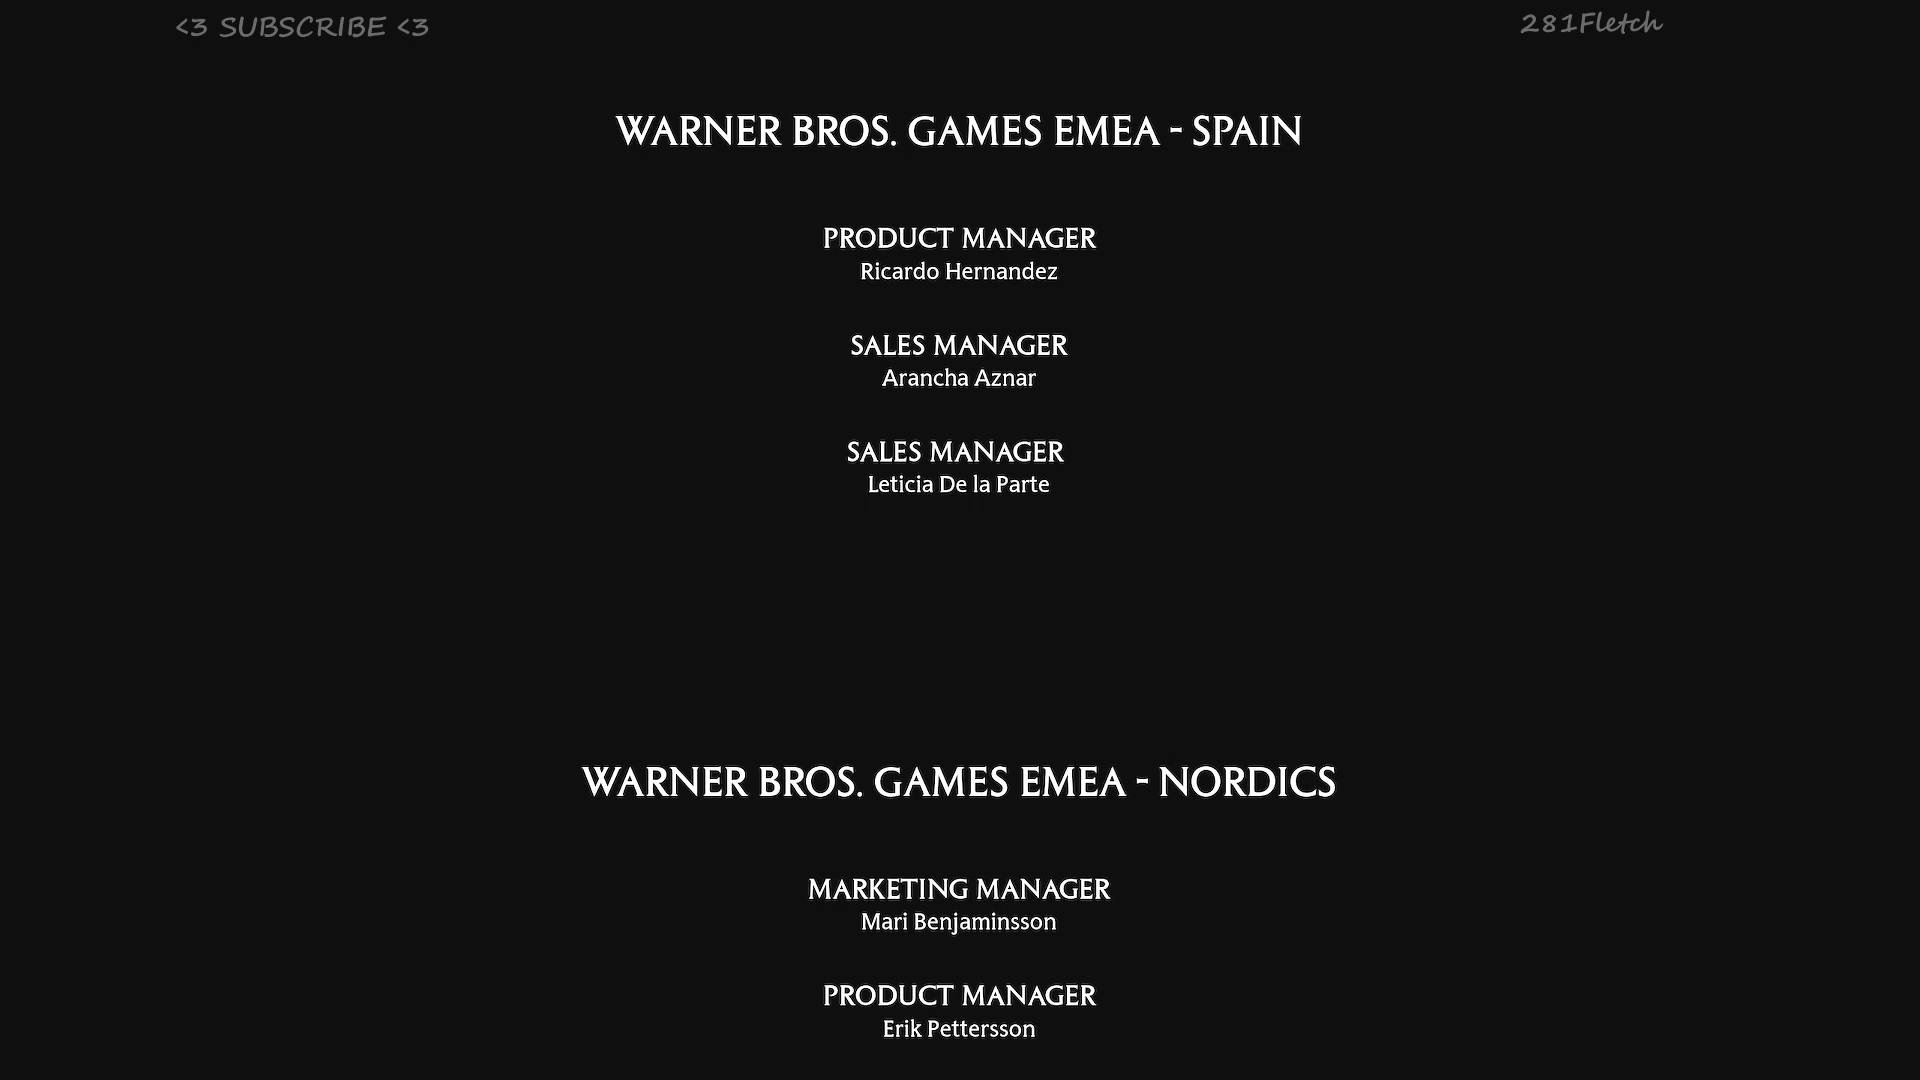 <3 SUBSCRIBE <3
281Fletch
WARNER BROS. GAMES EMEA - SPAIN
PRODUCT MANAGER
Ricardo Hernandez
SALES MANAGER
Arancha Aznar
SALES MANAGER
Leticia De la Parte
WARNER BROS. GAMES EMEA - NORDICS
MARKETING MANAGER
Mari Benjaminsson
PRODUCT MANAGER
Erik Pettersson